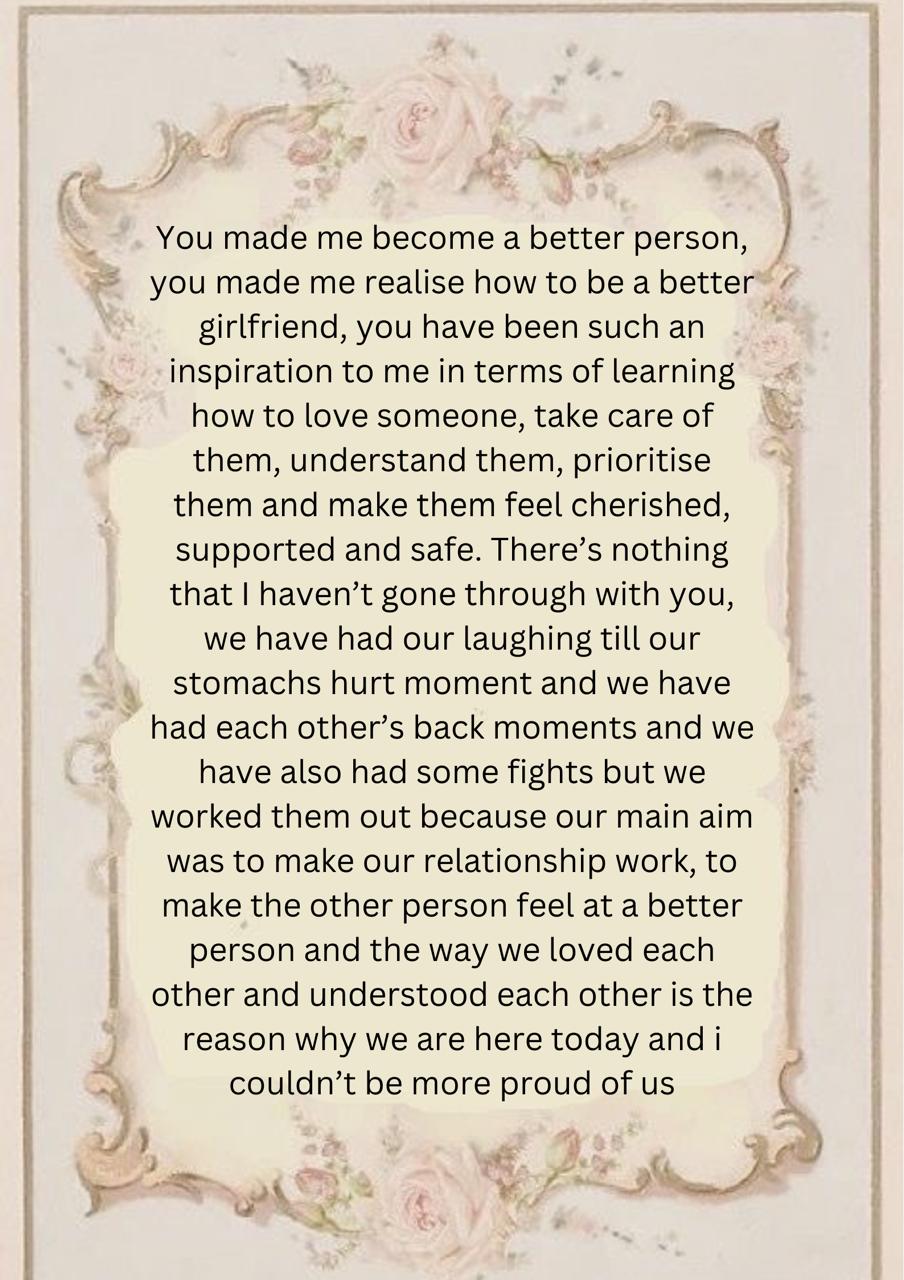 You made me become a better person,
you made me realise how to be a better
girlfriend, you have been such an
inspiration to me in terms of learning
how to love someone, take care of
them, understand them, prioritise
them and make them feel cherished,
supported and safe. There’s nothing
that I haven’t gone through with you,
we have had our laughing till our
stomachs hurt moment and we have
had each other’s back moments and we
have also had some fights but we
worked them out because our main aim
was to make our relationship work, to
make the other person feel at a better
person and the way we loved each
other and understood each other is the
reason why we are here today and i
couldn’t be more proud of us